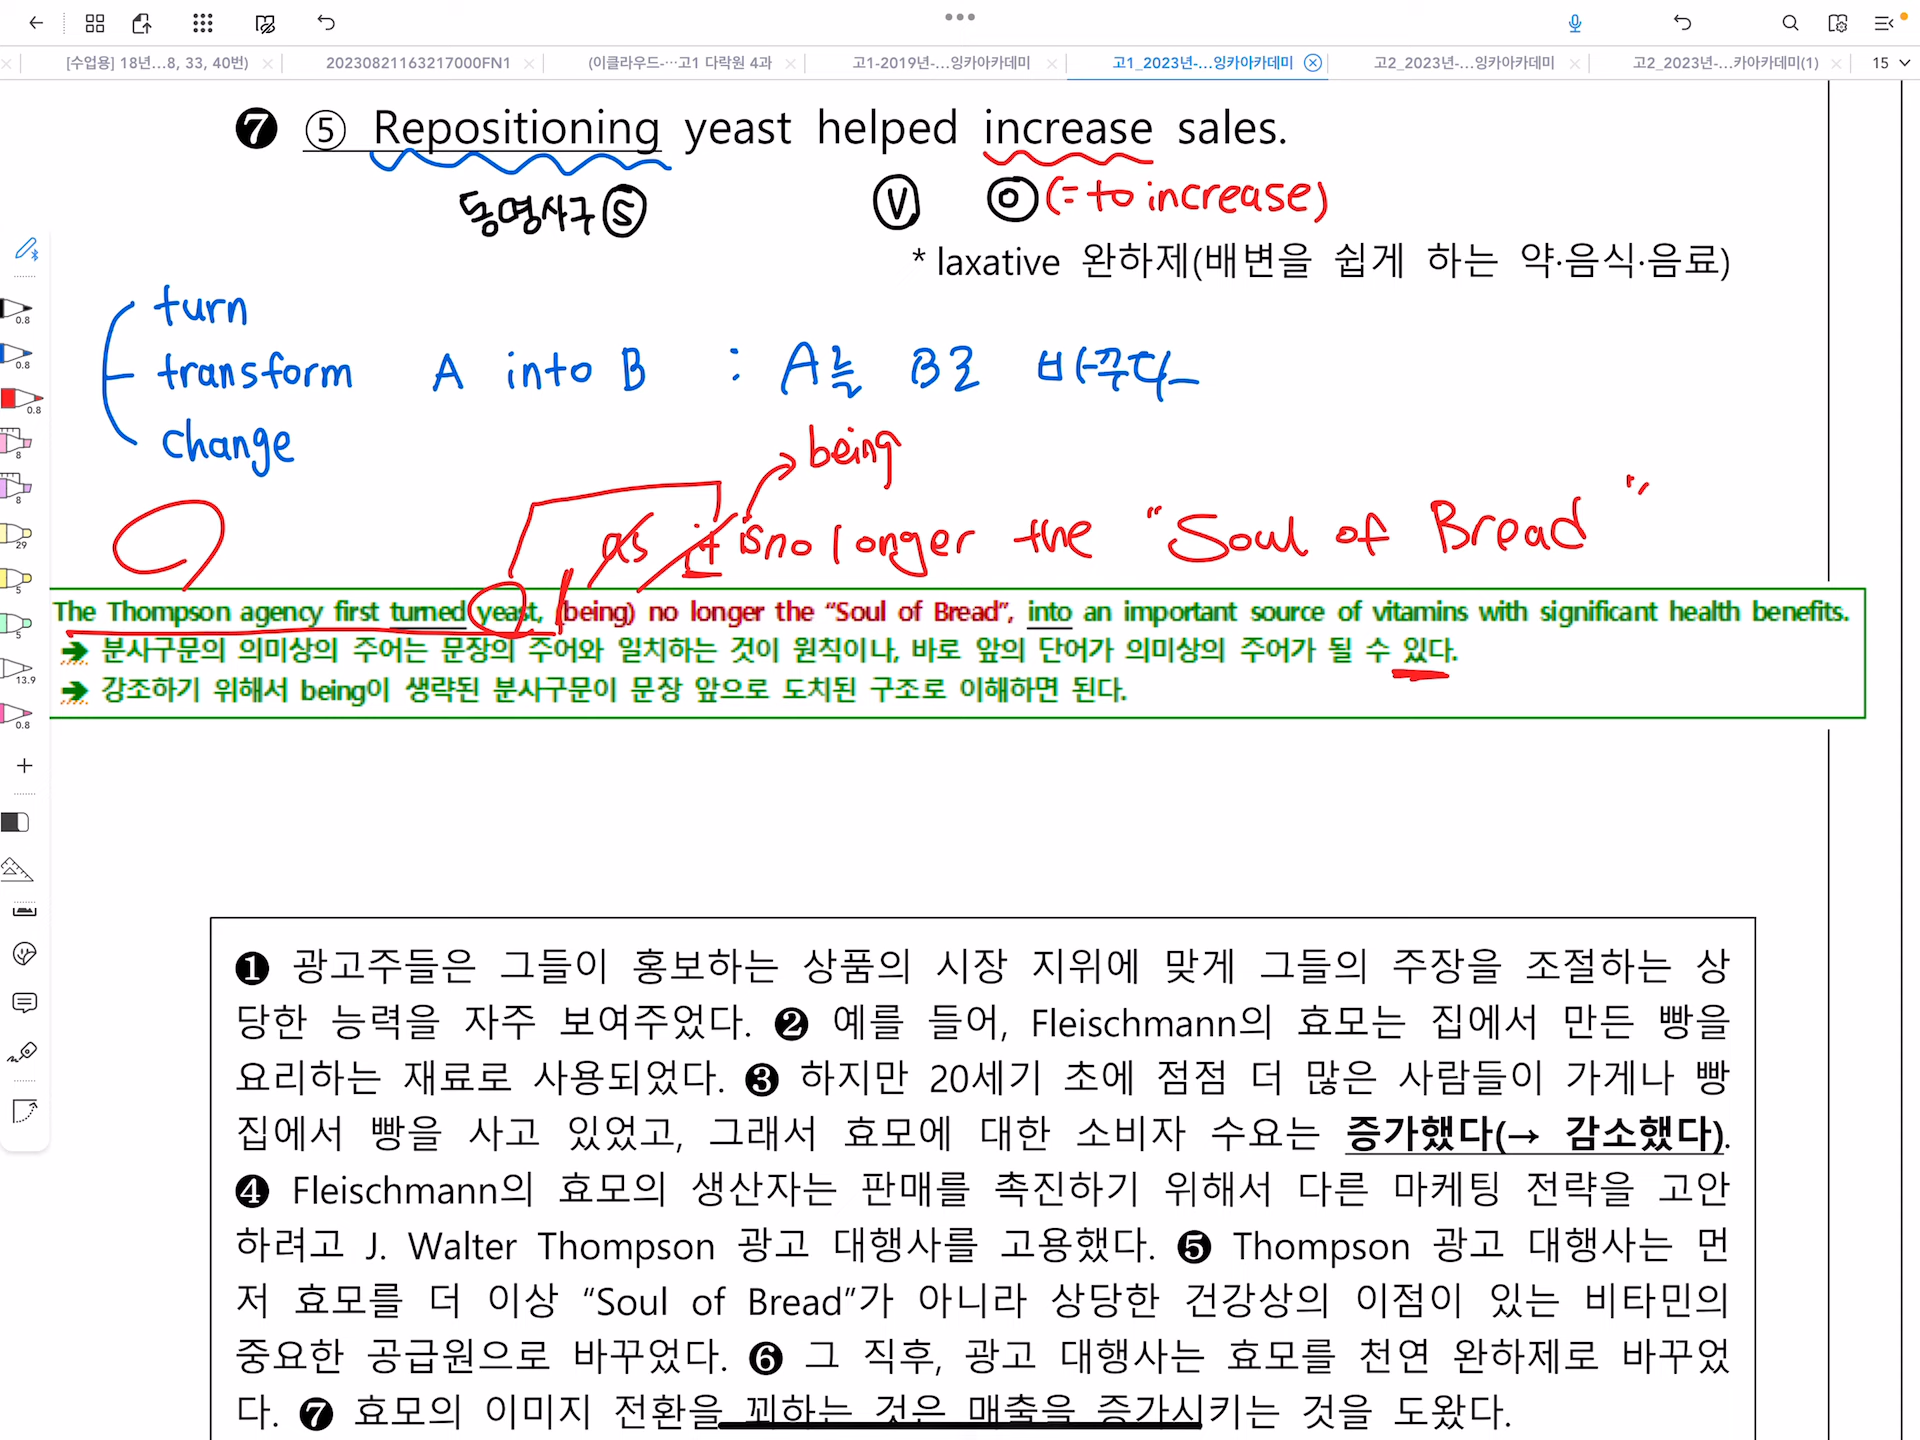 [수업용] 18년...8, 33, 40번)
20230821163217000FN1
(이클라우드-...고1 다락원 4과
고1-2019년-...잉카아카데미
고1_2023년-...잉카아카데미
고2_2023년-...잉카아카데미
고2_2023년-...카아카데미(1)
15
❼ ⑤ Repositioning yeast helped increase sales.
동명사구 Ⓢ Ⓥ Ⓞ (= to increase)
* laxative 완하제(배변을 쉽게 하는 약·음식·음료)
turn
transform A into B : A를 B로 바꾸다
change
being
as it is no longer the "Soul of Bread"
The Thompson agency first turned yeast, (being) no longer the “Soul of Bread”, into an important source of vitamins with significant health benefits.
➔ 분사구문의 의미상의 주어는 문장의 주어와 일치하는 것이 원칙이나, 바로 앞의 단어가 의미상의 주어가 될 수 있다.
➔ 강조하기 위해서 being이 생략된 분사구문이 문장 앞으로 도치된 구조로 이해하면 된다.
0.8
0.8
0.8
8
8
29
5
5
13.9
0.8
❶ 광고주들은 그들이 홍보하는 상품의 시장 지위에 맞게 그들의 주장을 조절하는 상
당한 능력을 자주 보여주었다. ❷ 예를 들어, Fleischmann의 효모는 집에서 만든 빵을
요리하는 재료로 사용되었다. ❸ 하지만 20세기 초에 점점 더 많은 사람들이 가게나 빵
집에서 빵을 사고 있었고, 그래서 효모에 대한 소비자 수요는 증가했다(→ 감소했다).
❹ Fleischmann의 효모의 생산자는 판매를 촉진하기 위해서 다른 마케팅 전략을 고안
하려고 J. Walter Thompson 광고 대행사를 고용했다. ❺ Thompson 광고 대행사는 먼
저 효모를 더 이상 “Soul of Bread”가 아니라 상당한 건강상의 이점이 있는 비타민의
중요한 공급원으로 바꾸었다. ❻ 그 직후, 광고 대행사는 효모를 천연 완하제로 바꾸었
다. ❼ 효모의 이미지 전환을 꾀하는 것은 매출을 증가시키는 것을 도왔다.